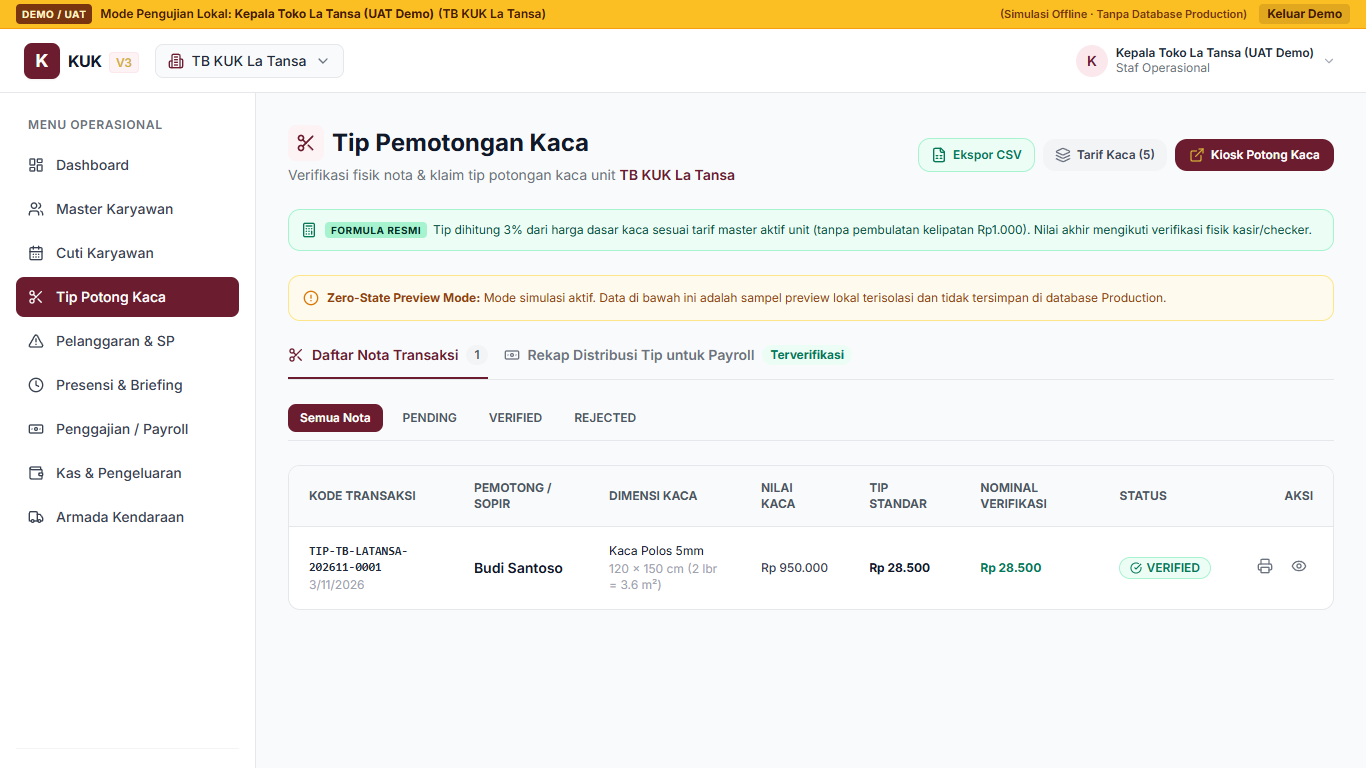 DEMO / UAT Mode Pengujian Lokal: Kepala Toko La Tansa (UAT Demo) (TB KUK La Tansa) (Simulasi Offline · Tanpa Database Production) Keluar Demo
K KUK V3 TB KUK La Tansa
K Kepala Toko La Tansa (UAT Demo)
Staf Operasional
MENU OPERASIONAL
Dashboard
Master Karyawan
Cuti Karyawan
Tip Potong Kaca
Pelanggaran & SP
Presensi & Briefing
Penggajian / Payroll
Kas & Pengeluaran
Armada Kendaraan
Tip Pemotongan Kaca
Verifikasi fisik nota & klaim tip potongan kaca unit TB KUK La Tansa
Ekspor CSV Tarif Kaca (5) Kiosk Potong Kaca
FORMULA RESMI Tip dihitung 3% dari harga dasar kaca sesuai tarif master aktif unit (tanpa pembulatan kelipatan Rp1.000). Nilai akhir mengikuti verifikasi fisik kasir/checker.
Zero-State Preview Mode: Mode simulasi aktif. Data di bawah ini adalah sampel preview lokal terisolasi dan tidak tersimpan di database Production.
Daftar Nota Transaksi 1 Rekap Distribusi Tip untuk Payroll Terverifikasi
Semua Nota PENDING VERIFIED REJECTED
KODE TRANSAKSI
PEMOTONG /
SOPIR
DIMENSI KACA
NILAI
KACA
TIP
STANDAR
NOMINAL
VERIFIKASI
STATUS
AKSI
TIP-TB-LATANSA-
202611-0001
3/11/2026
Budi Santoso
Kaca Polos 5mm
120 × 150 cm (2 lbr
= 3.6 m²)
Rp 950.000
Rp 28.500
Rp 28.500
VERIFIED